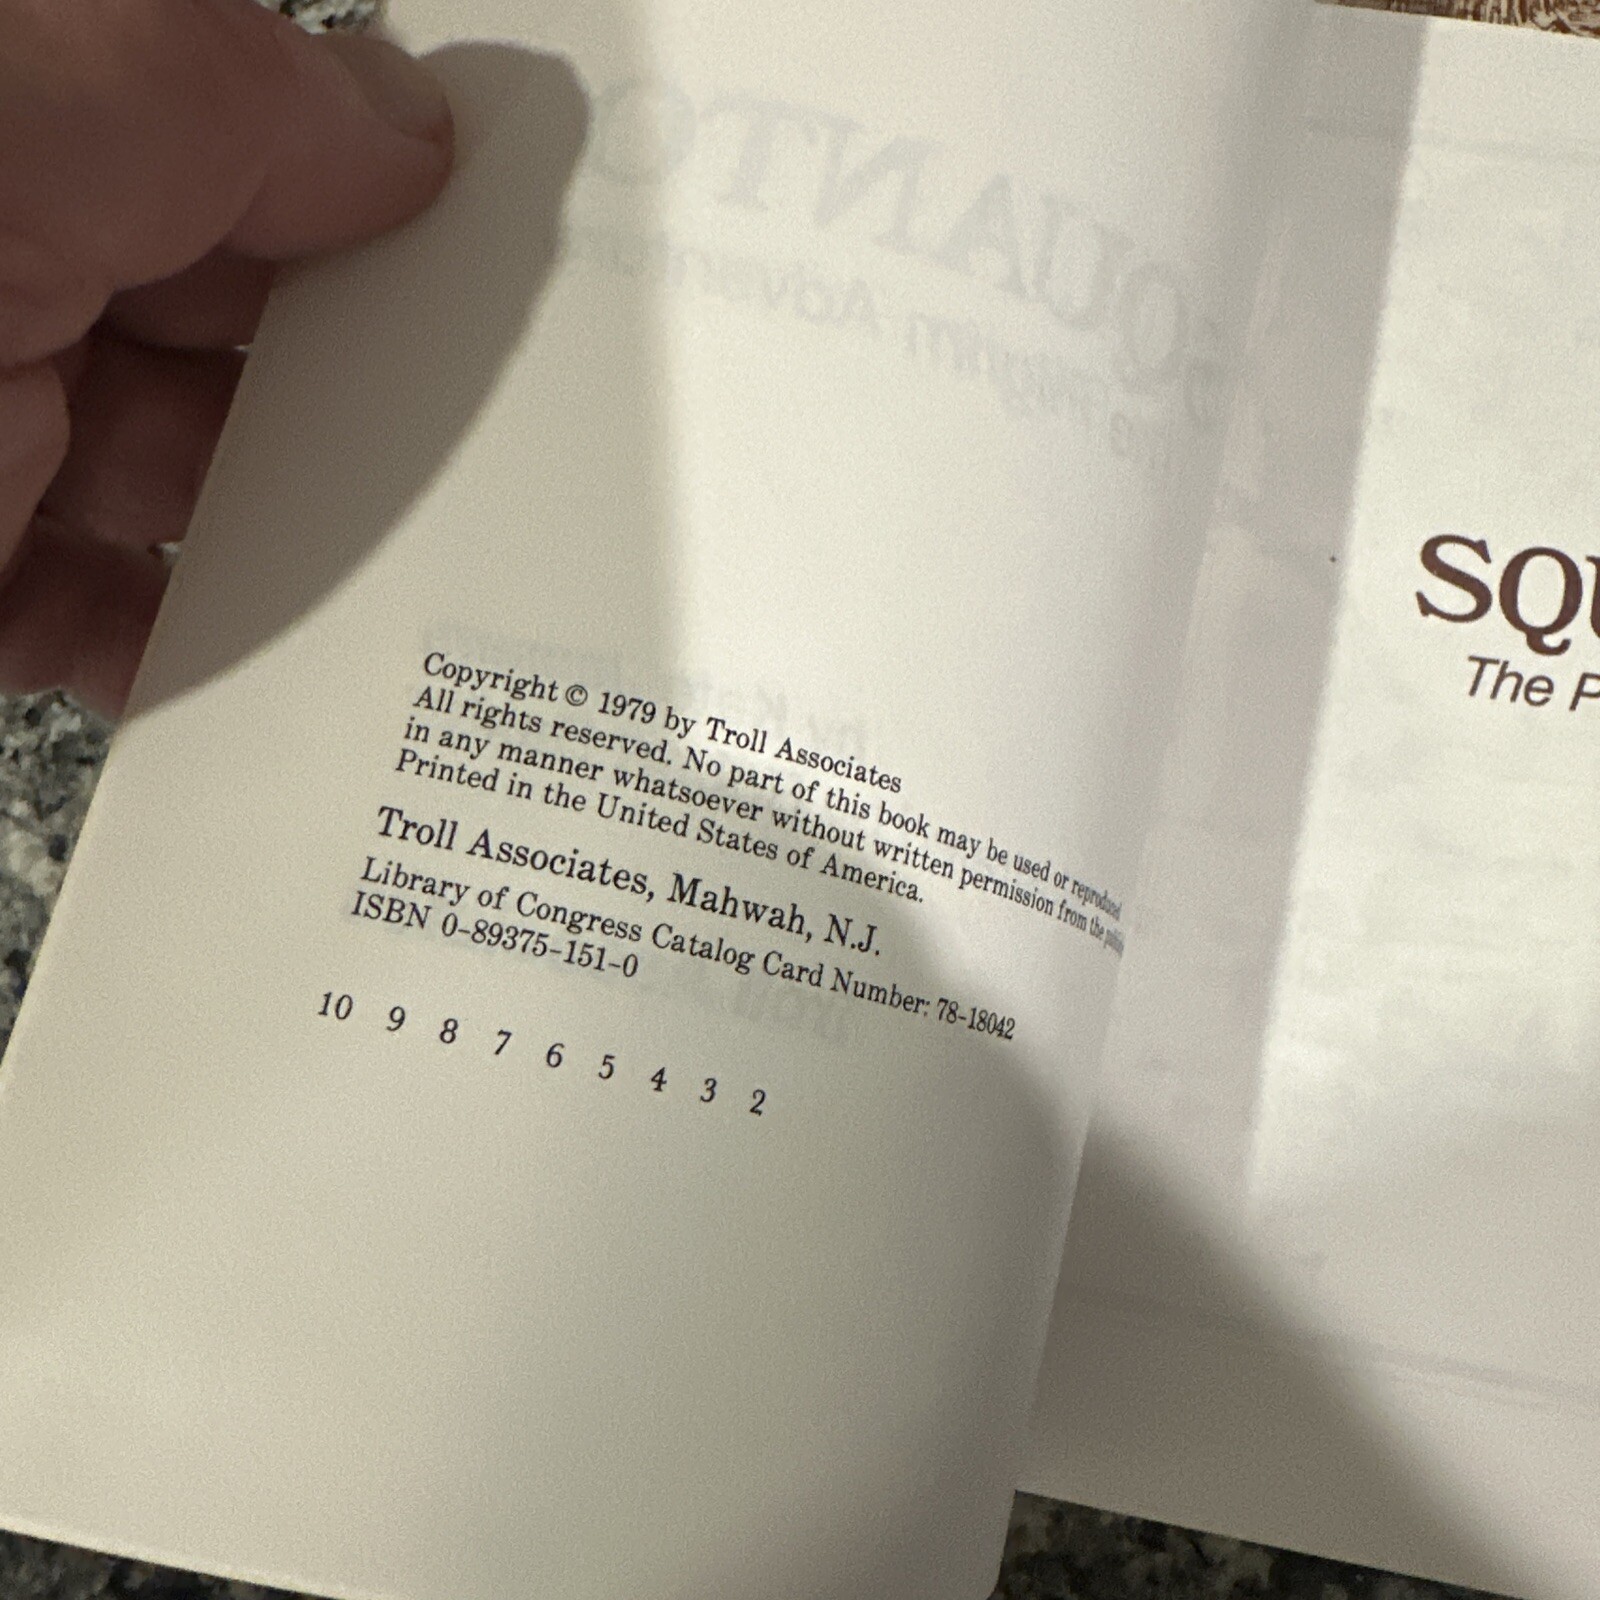 Copyright © 1979 by Troll Associates
All rights reserved. No part of this book may be used or reproduced
in any manner whatsoever without written permission from the
Printed in the United States of America.
Troll Associates, Mahwah, N.J.
Library of Congress Catalog Card Number: 78-18042
ISBN 0-89375-151-0
10 9 8 7 6 5 4 3 2
SQU
The P